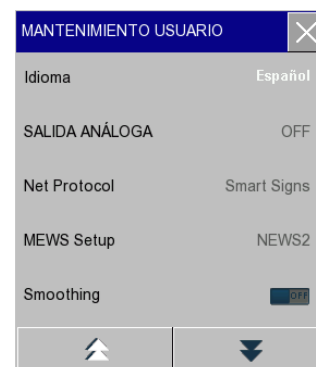 MANTENIMIENTO USUARIO
Idioma Español
SALIDA ANÁLOGA OFF
Net Protocol Smart Signs
MEWS Setup NEWS2
Smoothing OFF